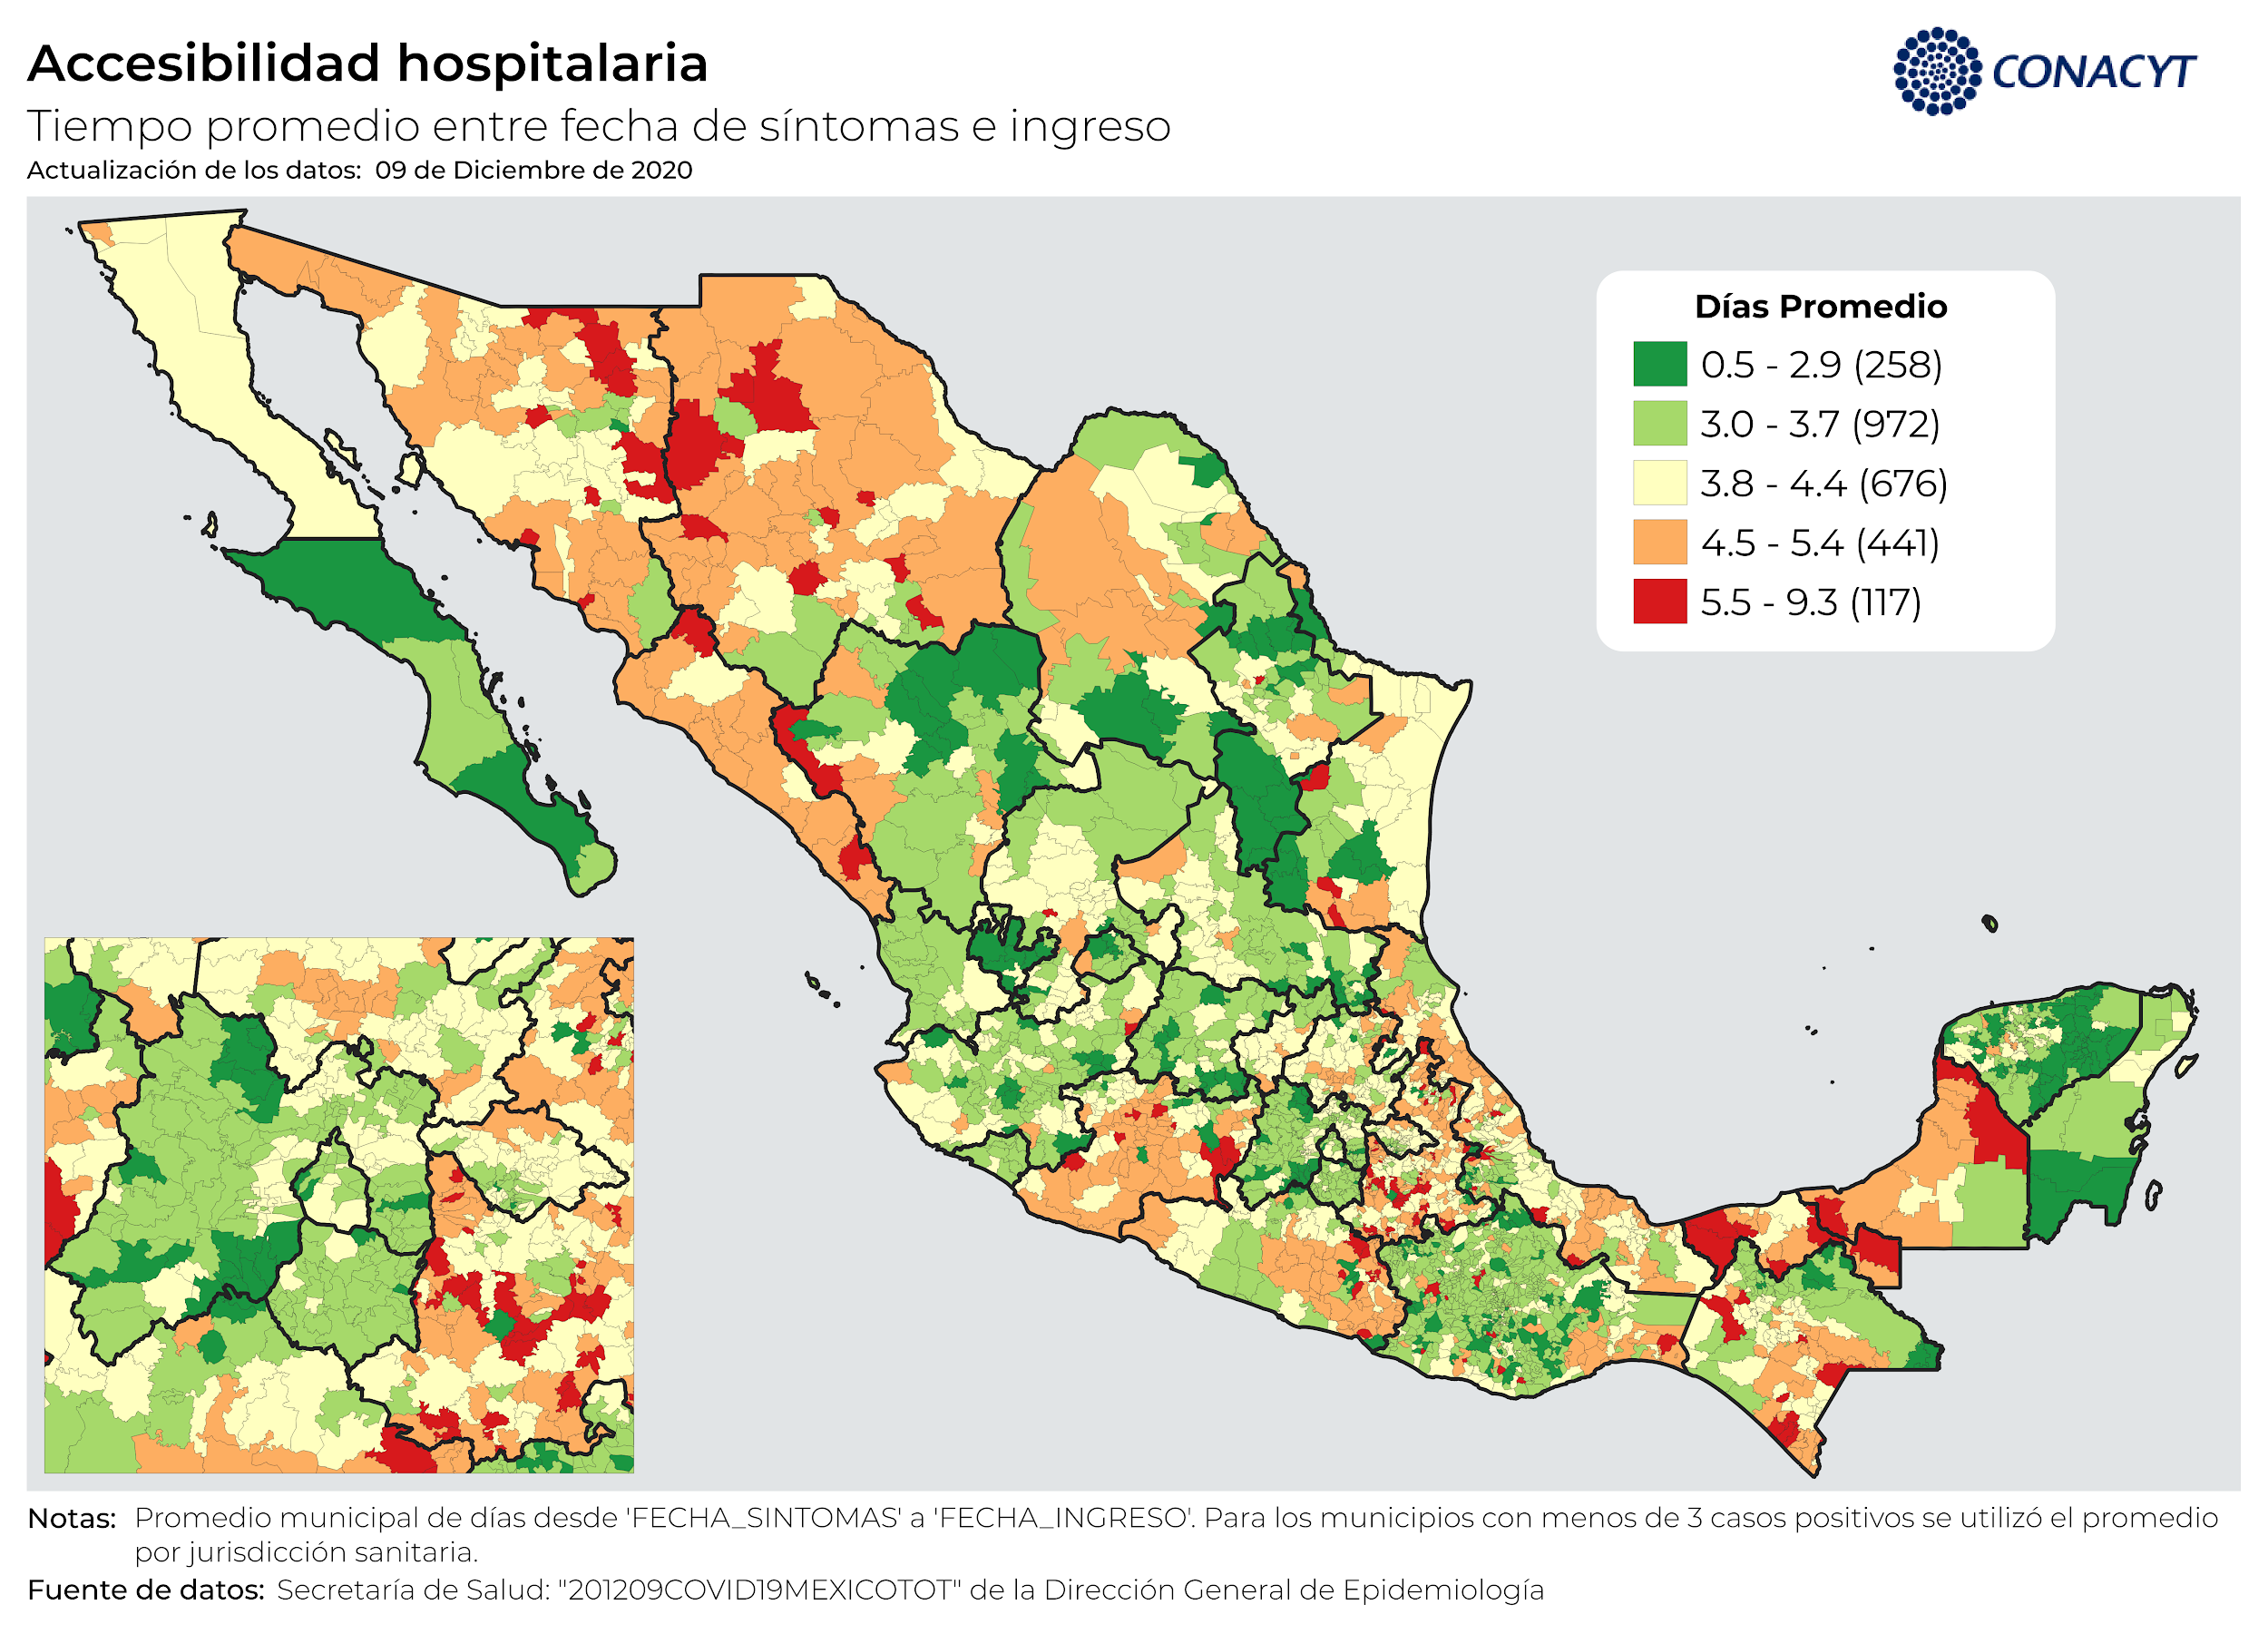 Accesibilidad hospitalaria
Tiempo promedio entre fecha de síntomas e ingreso
Actualización de los datos: 09 de Diciembre de 2020
CONACYT
Días Promedio
0.5 - 2.9 (258)
3.0 - 3.7 (972)
3.8 - 4.4 (676)
4.5 - 5.4 (441)
5.5 - 9.3 (117)
Notas: Promedio municipal de días desde 'FECHA_SINTOMAS' a 'FECHA_INGRESO'. Para los municipios con menos de 3 casos positivos se utilizó el promedio
por jurisdicción sanitaria.
Fuente de datos: Secretaría de Salud: "201209COVID19MEXICOTOT" de la Dirección General de Epidemiología